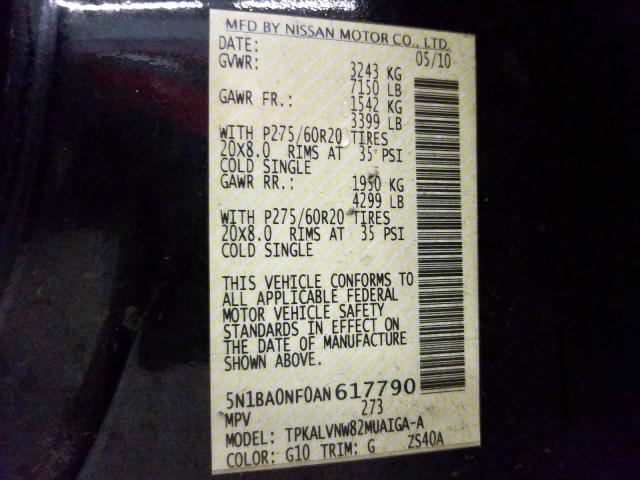 MFD BY NISSAN MOTOR CO., LTD.
DATE: 05/10
GVWR: 3243 KG
7150 LB
GAWR FR.: 1542 KG
3399 LB
WITH P275/60R20 TIRES
20X8.0 RIMS AT 35 PSI
COLD SINGLE
GAWR RR.: 1950 KG
4299 LB
WITH P275/60R20 TIRES
20X8.0 RIMS AT 35 PSI
COLD SINGLE
THIS VEHICLE CONFORMS TO
ALL APPLICABLE FEDERAL
MOTOR VEHICLE SAFETY
STANDARDS IN EFFECT ON
THE DATE OF MANUFACTURE
SHOWN ABOVE.
5N1BA0NF0AN617790
MPV 273
MODEL: TPKALVNW82MUAIGA-A
COLOR: G10 TRIM: G ZS40A